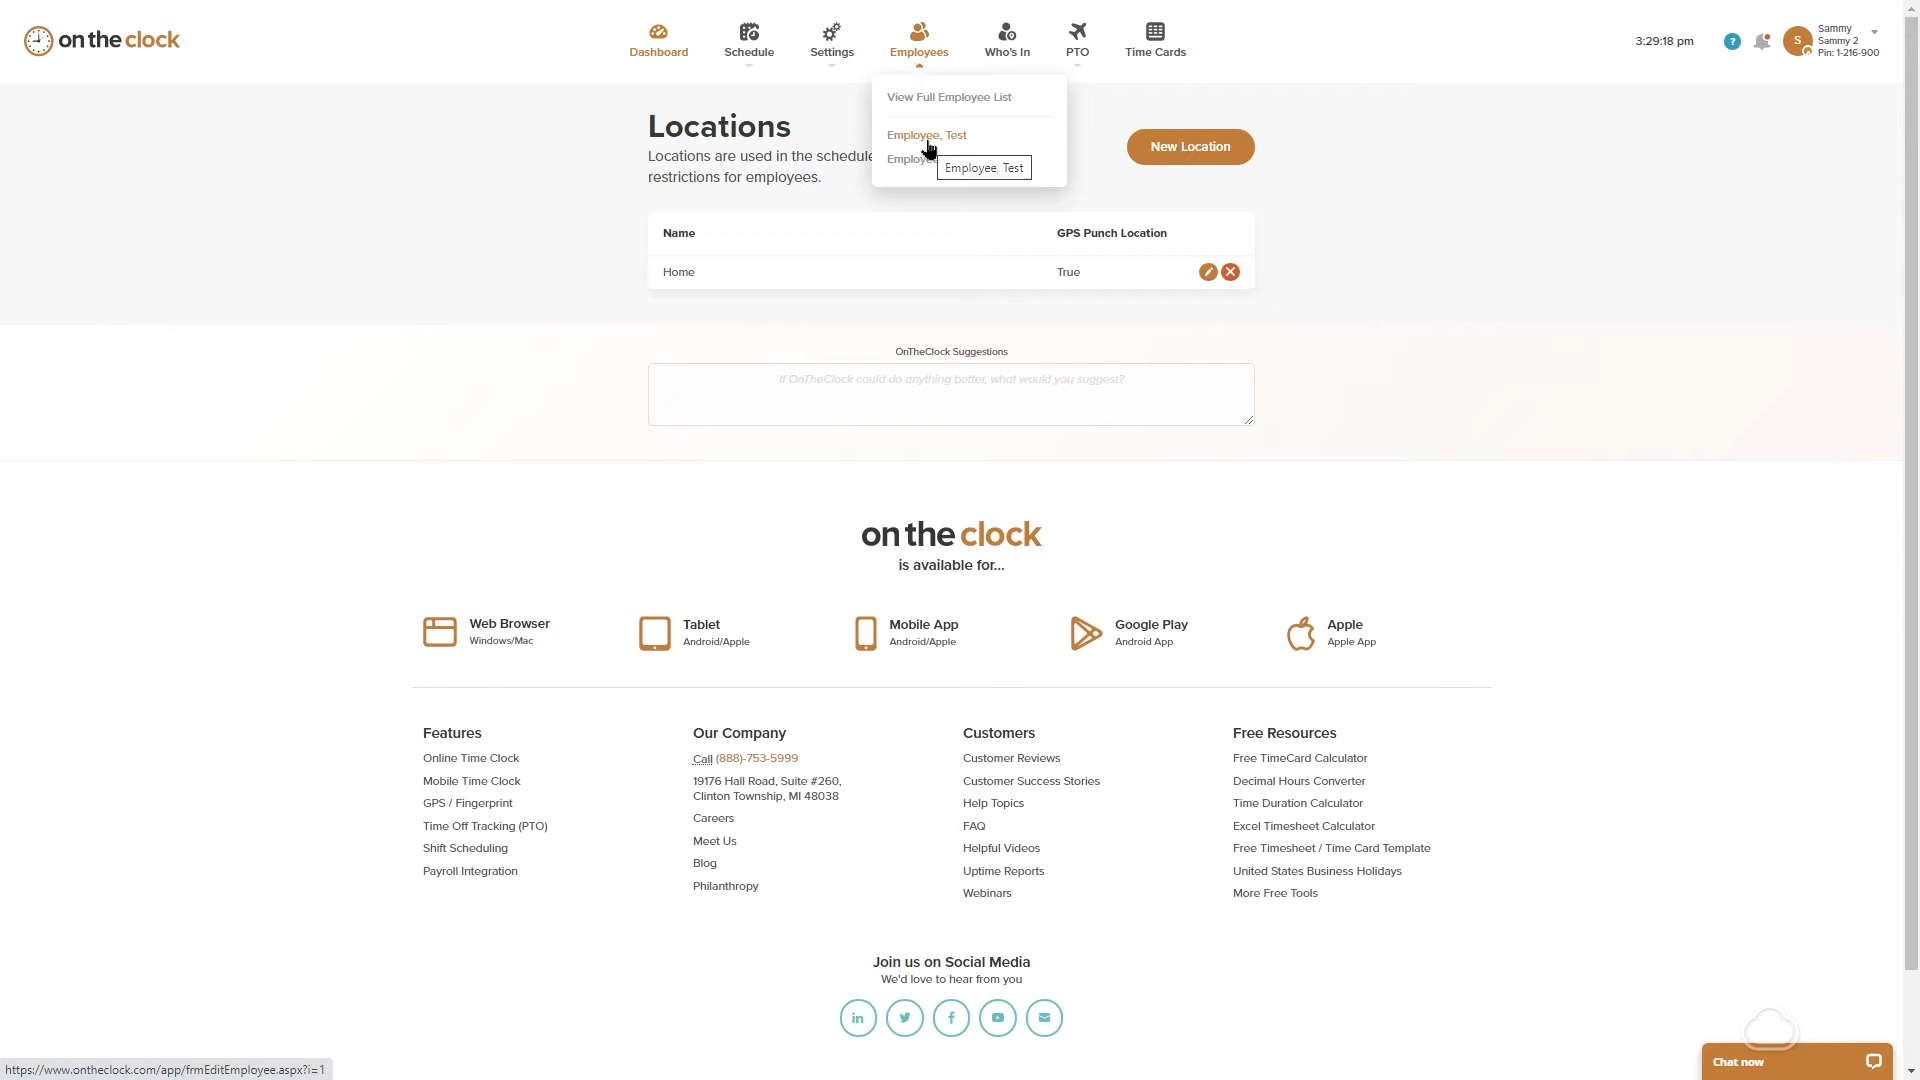 on the clock
Dashboard
Schedule
Settings
Employees
Who's In
PTO
Time Cards
3:29:18 pm
?
S
Sammy
Sammy 2
Pin: 1-216-900
View Full Employee List
Employee, Test
Employee
Employee, Test
Locations
Locations are used in the schedule
restrictions for employees.
New Location
Name
GPS Punch Location
Home
True
OnTheClock Suggestions
If OnTheClock could do anything better, what would you suggest?
on the clock
is available for...
Web Browser
Windows/Mac
Tablet
Android/Apple
Mobile App
Android/Apple
Google Play
Android App
Apple
Apple App
Features
Online Time Clock
Mobile Time Clock
GPS / Fingerprint
Time Off Tracking (PTO)
Shift Scheduling
Payroll Integration
Our Company
Call (888)-753-5999
19176 Hall Road, Suite #260,
Clinton Township, MI 48038
Careers
Meet Us
Blog
Philanthropy
Customers
Customer Reviews
Customer Success Stories
Help Topics
FAQ
Helpful Videos
Uptime Reports
Webinars
Free Resources
Free TimeCard Calculator
Decimal Hours Converter
Time Duration Calculator
Excel Timesheet Calculator
Free Timesheet / Time Card Template
United States Business Holidays
More Free Tools
Join us on Social Media
We'd love to hear from you
in
f
https://www.ontheclock.com/app/frmEditEmployee.aspx?i=1
Chat now